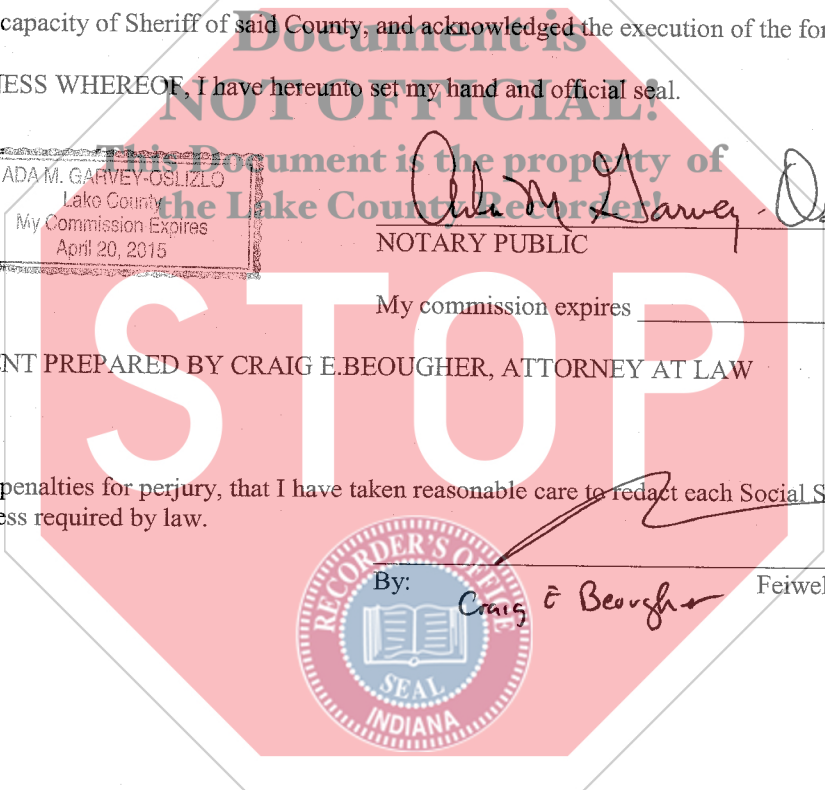 capacity of Sheriff of said County, and acknowledged the execution of the for
Document is
ESS WHEREOF, I have hereunto set my hand and official seal.
NOT OFFICIAL!
This Document is the property of
the Lake County Recorder!
ADA M. GARVEY-OSLIZLO
Lake County
My Commission Expires
April 20, 2015
Ada M Garvey-Os
NOTARY PUBLIC
My commission expires
STOP
NT PREPARED BY CRAIG E.BEOUGHER, ATTORNEY AT LAW
penalties for perjury, that I have taken reasonable care to redact each Social S
ess required by law.
By:
Craig E Beougher
Feiwel
RECORDER'S OFFICE
SEAL
INDIANA